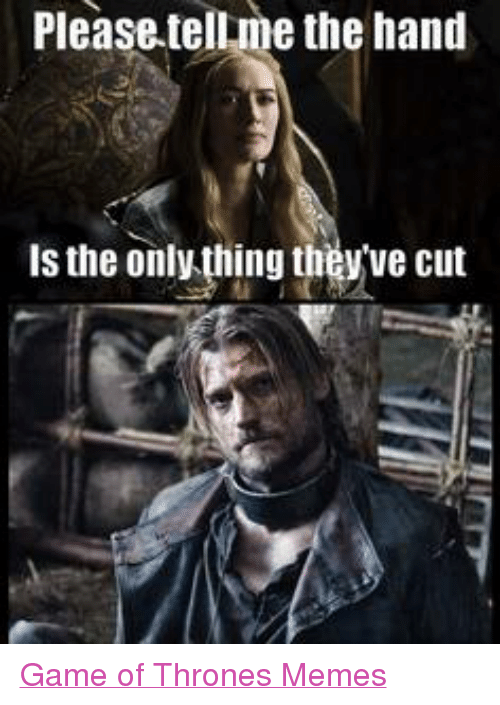 Please tell me the hand
Is the only thing they've cut
Game of Thrones Memes